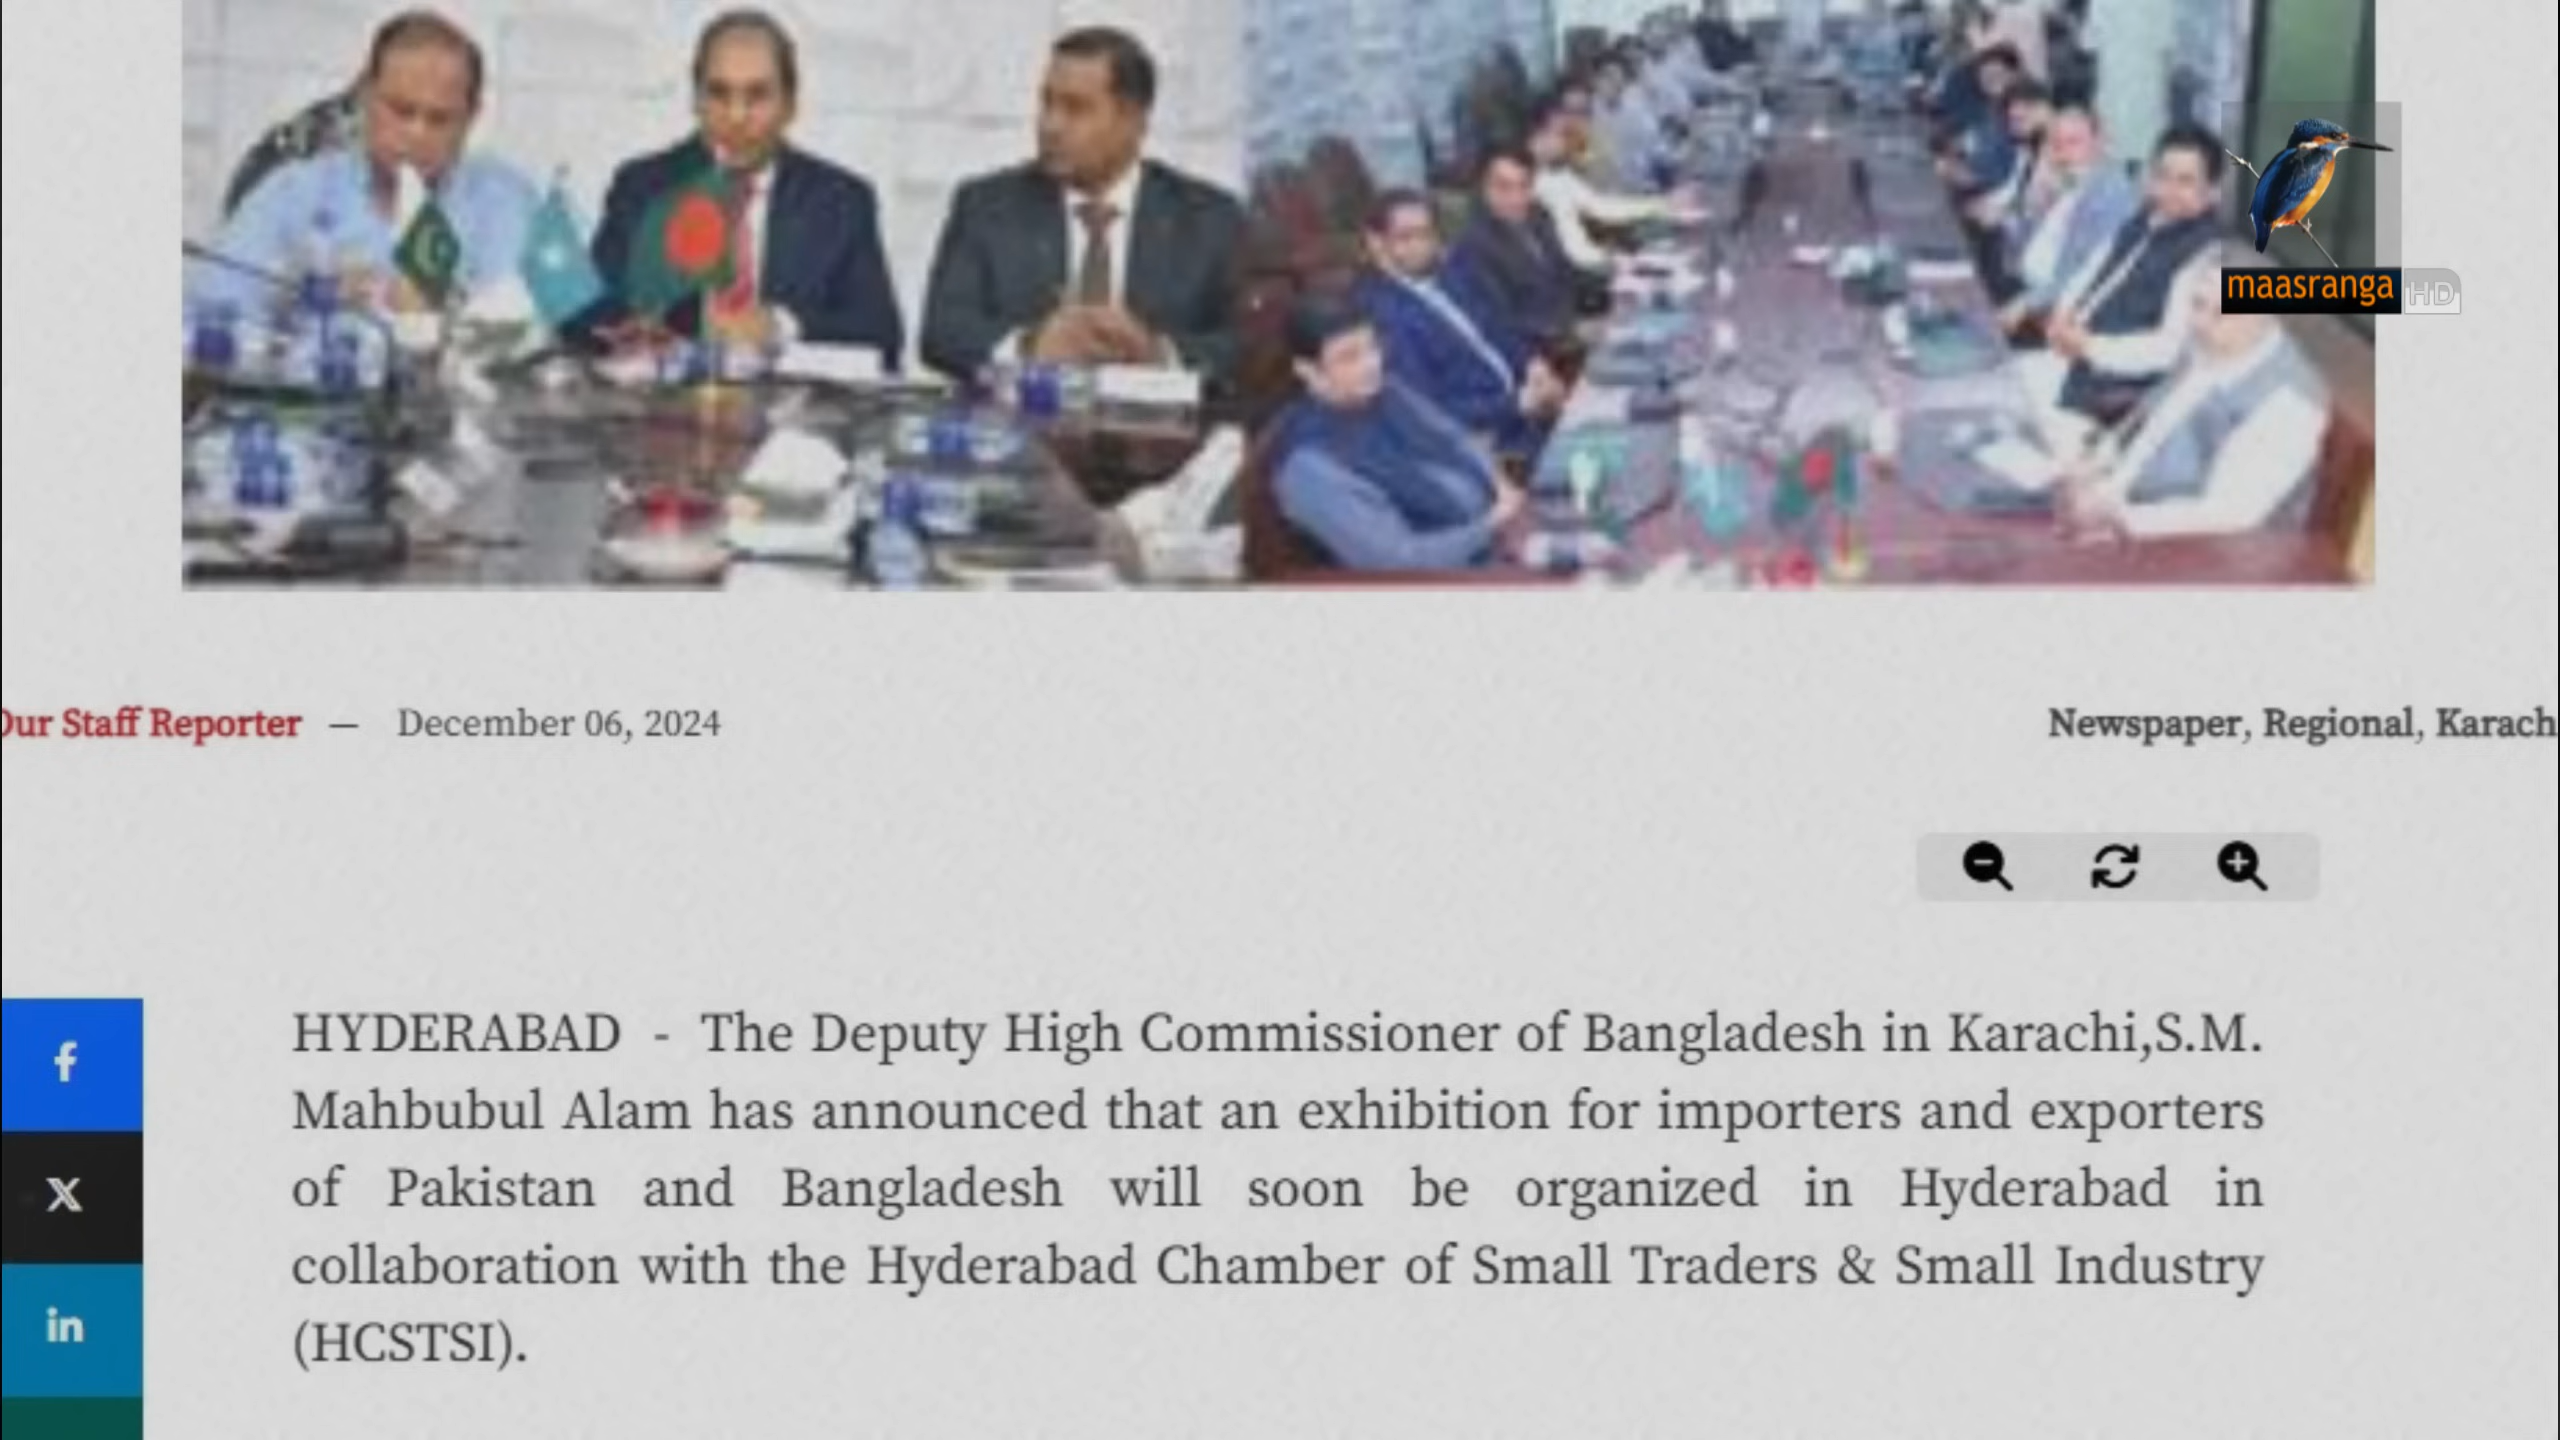 maasranga HD
Our Staff Reporter — December 06, 2024
Newspaper, Regional, Karach
f
X
in
HYDERABAD - The Deputy High Commissioner of Bangladesh in Karachi,S.M.
Mahbubul Alam has announced that an exhibition for importers and exporters
of Pakistan and Bangladesh will soon be organized in Hyderabad in
collaboration with the Hyderabad Chamber of Small Traders & Small Industry
(HCSTSI).